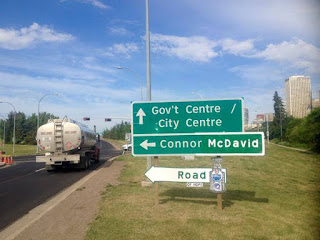 Gov't Centre /
City Centre
Connor McDavid
Road